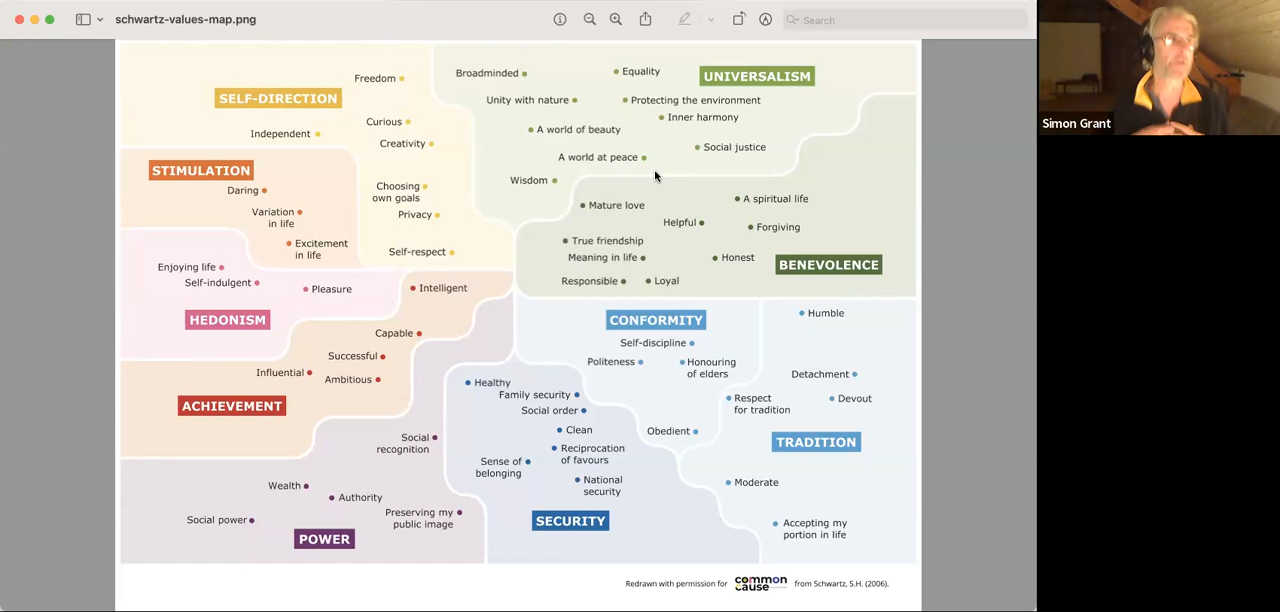 schwartz-values-map.png
Search
Simon Grant
Freedom
SELF-DIRECTION
Curious
Independent
Creativity
Choosing
own goals
Privacy
Self-respect
STIMULATION
Daring
Variation
in life
Excitement
in life
Enjoying life
Self-indulgent
Pleasure
HEDONISM
Intelligent
Capable
Successful
Influential
Ambitious
ACHIEVEMENT
Social
recognition
Wealth
Authority
Preserving my
public image
Social power
POWER
Broadminded
Equality
UNIVERSALISM
Unity with nature
Protecting the environment
Inner harmony
A world of beauty
Social justice
A world at peace
Wisdom
Mature love
A spiritual life
Helpful
Forgiving
True friendship
Meaning in life
Honest
BENEVOLENCE
Responsible
Loyal
CONFORMITY
Self-discipline
Politeness
Honouring
of elders
Obedient
Humble
Detachment
Respect
for tradition
Devout
TRADITION
Moderate
Accepting my
portion in life
Healthy
Family security
Social order
Clean
Reciprocation
of favours
Sense of
belonging
National
security
SECURITY
Redrawn with permission for common cause from Schwartz, S.H. (2006).